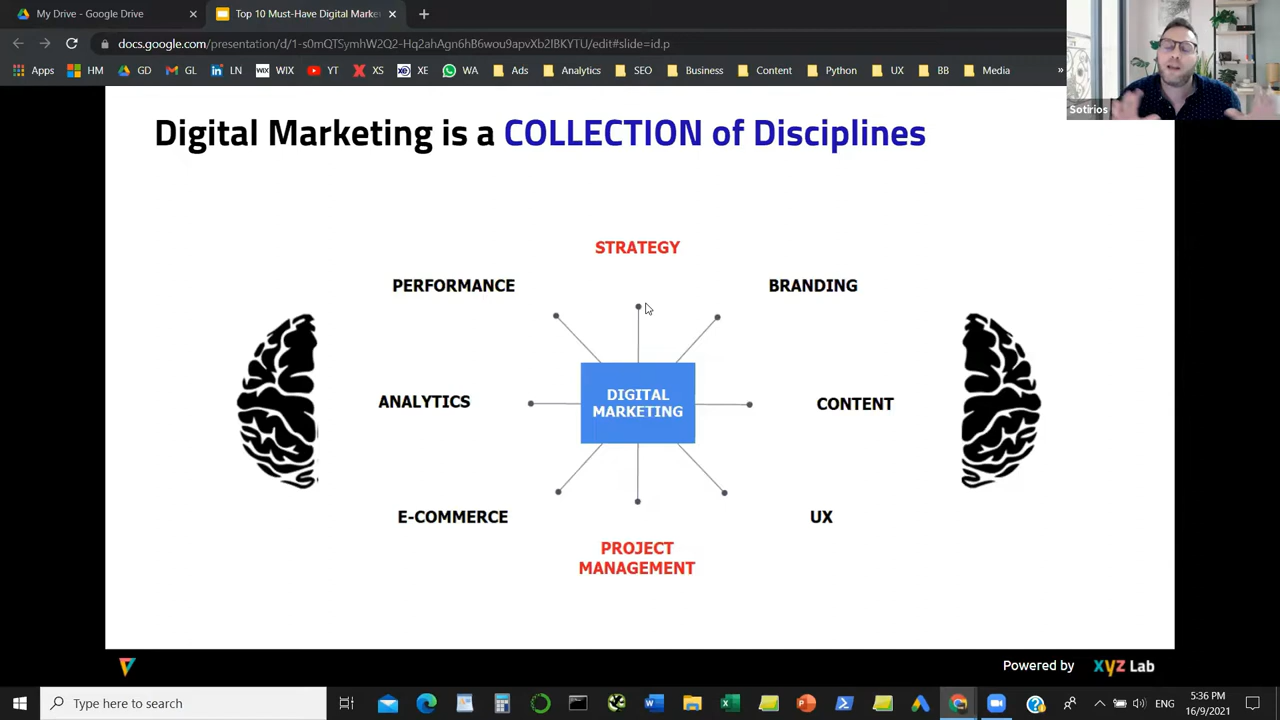 My Drive - Google Drive
Top 10 Must-Have Digital Marke
docs.google.com/presentation/d/1-s0mQTSymhW2Q2-Hq2ahAgn6hB6wou9apvXb2IBKYTU/edit#slide=id.p
Apps HM GD GL LN WIX YT XS XE WA Analytics SEO Business Content Python BB Media »
Sotirios
Digital Marketing is a COLLECTION of Disciplines
STRATEGY
PERFORMANCE
BRANDING
DIGITAL
MARKETING
ANALYTICS
CONTENT
E-COMMERCE
UX
PROJECT
MANAGEMENT
Powered by XYZ Lab
Type here to search
ENG
5:36 PM
16/9/2021